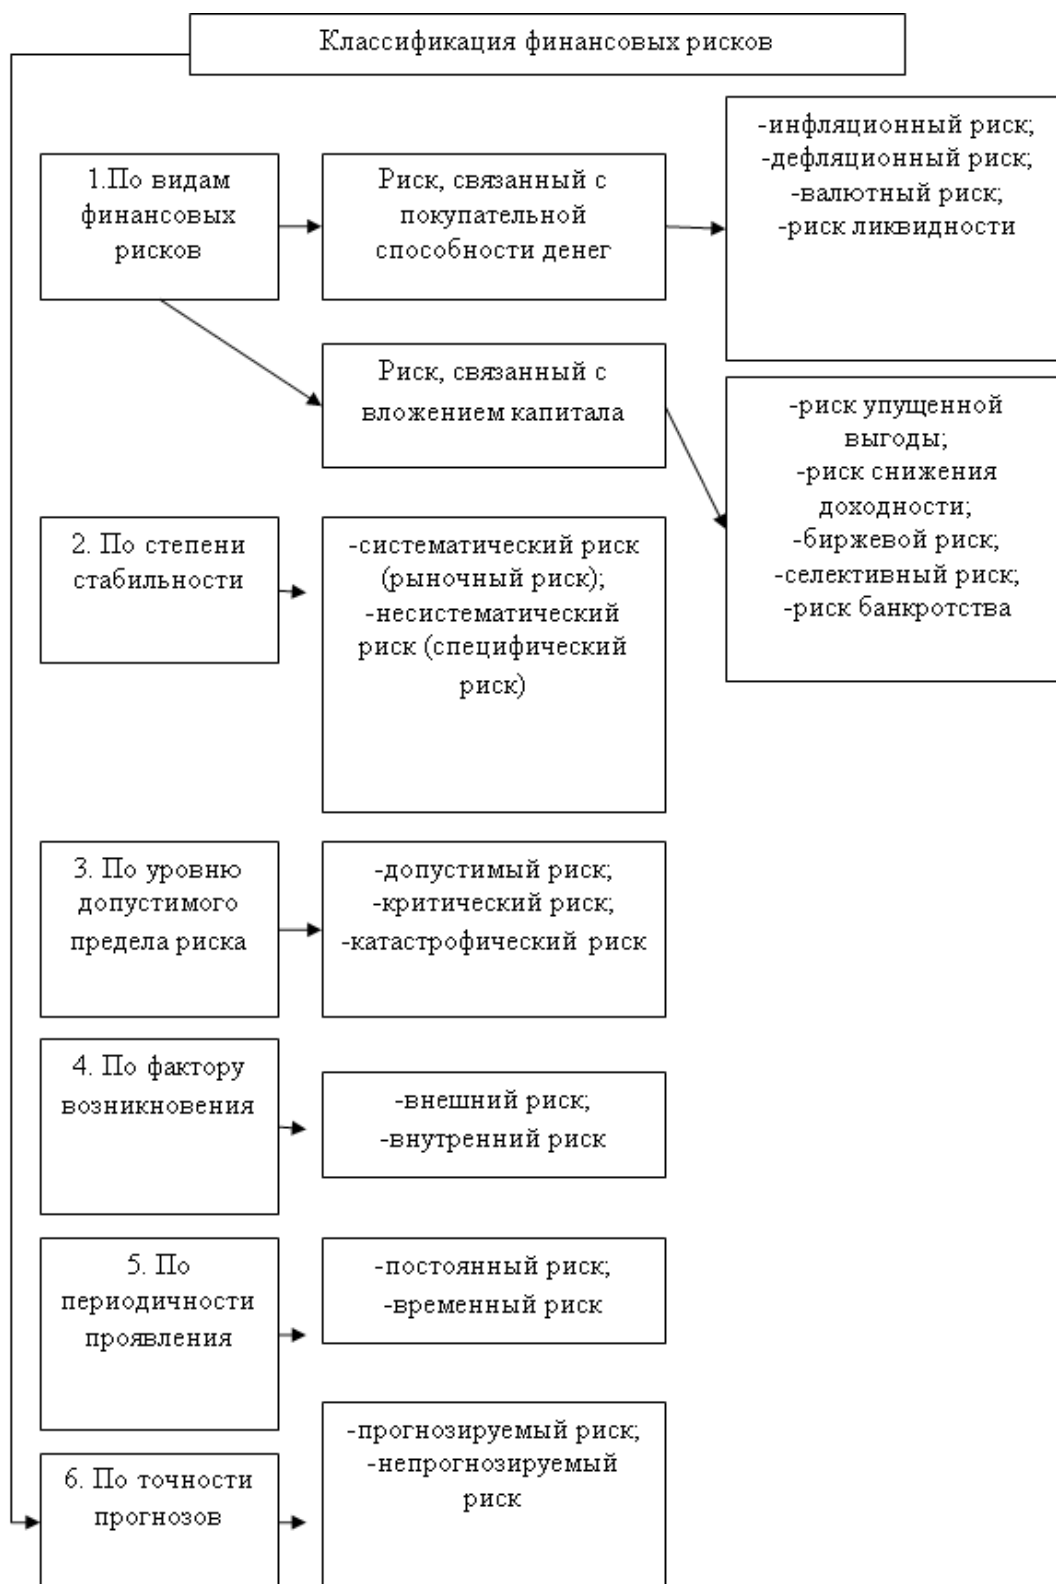 Классификация финансовых рисков
1.По видам
финансовых
рисков
Риск, связанный с
покупательной
способности денег
-инфляционный риск;
-дефляционный риск;
-валютный риск;
-риск ликвидности
Риск, связанный с
вложением капитала
-риск упущенной
выгоды;
-риск снижения
доходности;
-биржевой риск;
-селективный риск;
-риск банкротства
2. По степени
стабильности
-систематический риск
(рыночный риск);
-несистематический
риск (специфический
риск)
3. По уровню
допустимого
предела риска
-допустимый риск;
-критический риск;
-катастрофический риск
4. По фактору
возникновения
-внешний риск;
-внутренний риск
5. По
периодичности
проявления
-постоянный риск;
-временный риск
6. По точности
прогнозов
-прогнозируемый риск;
-непрогнозируемый
риск